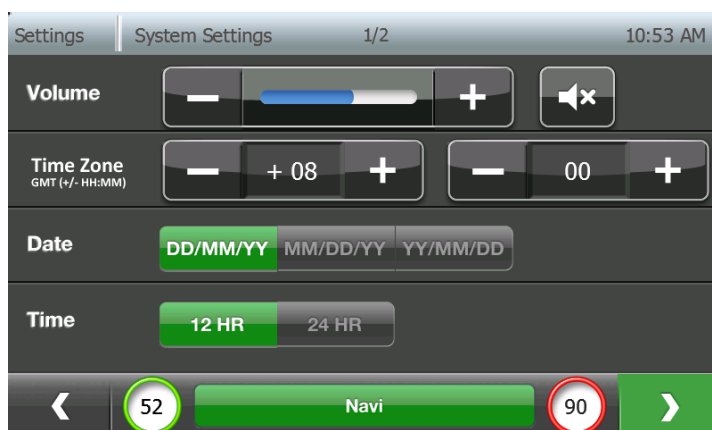 Settings System Settings 1/2 10:53 AM
Volume
Time Zone
GMT (+/- HH:MM)
+ 08 00
Date DD/MM/YY MM/DD/YY YY/MM/DD
Time 12 HR 24 HR
52 Navi 90